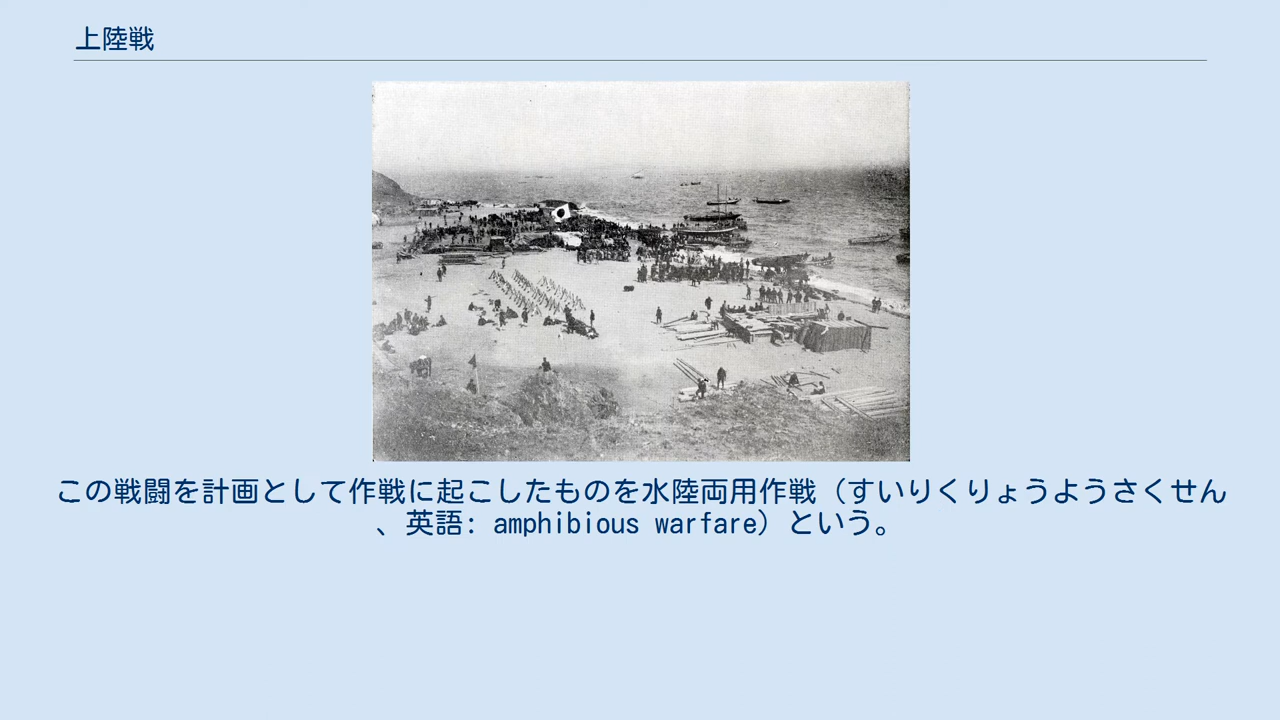 上陸戦
この戦闘を計画として作戦に起こしたものを水陸両用作戦（すいりくりょうようさくせん
、英語: amphibious warfare）という。